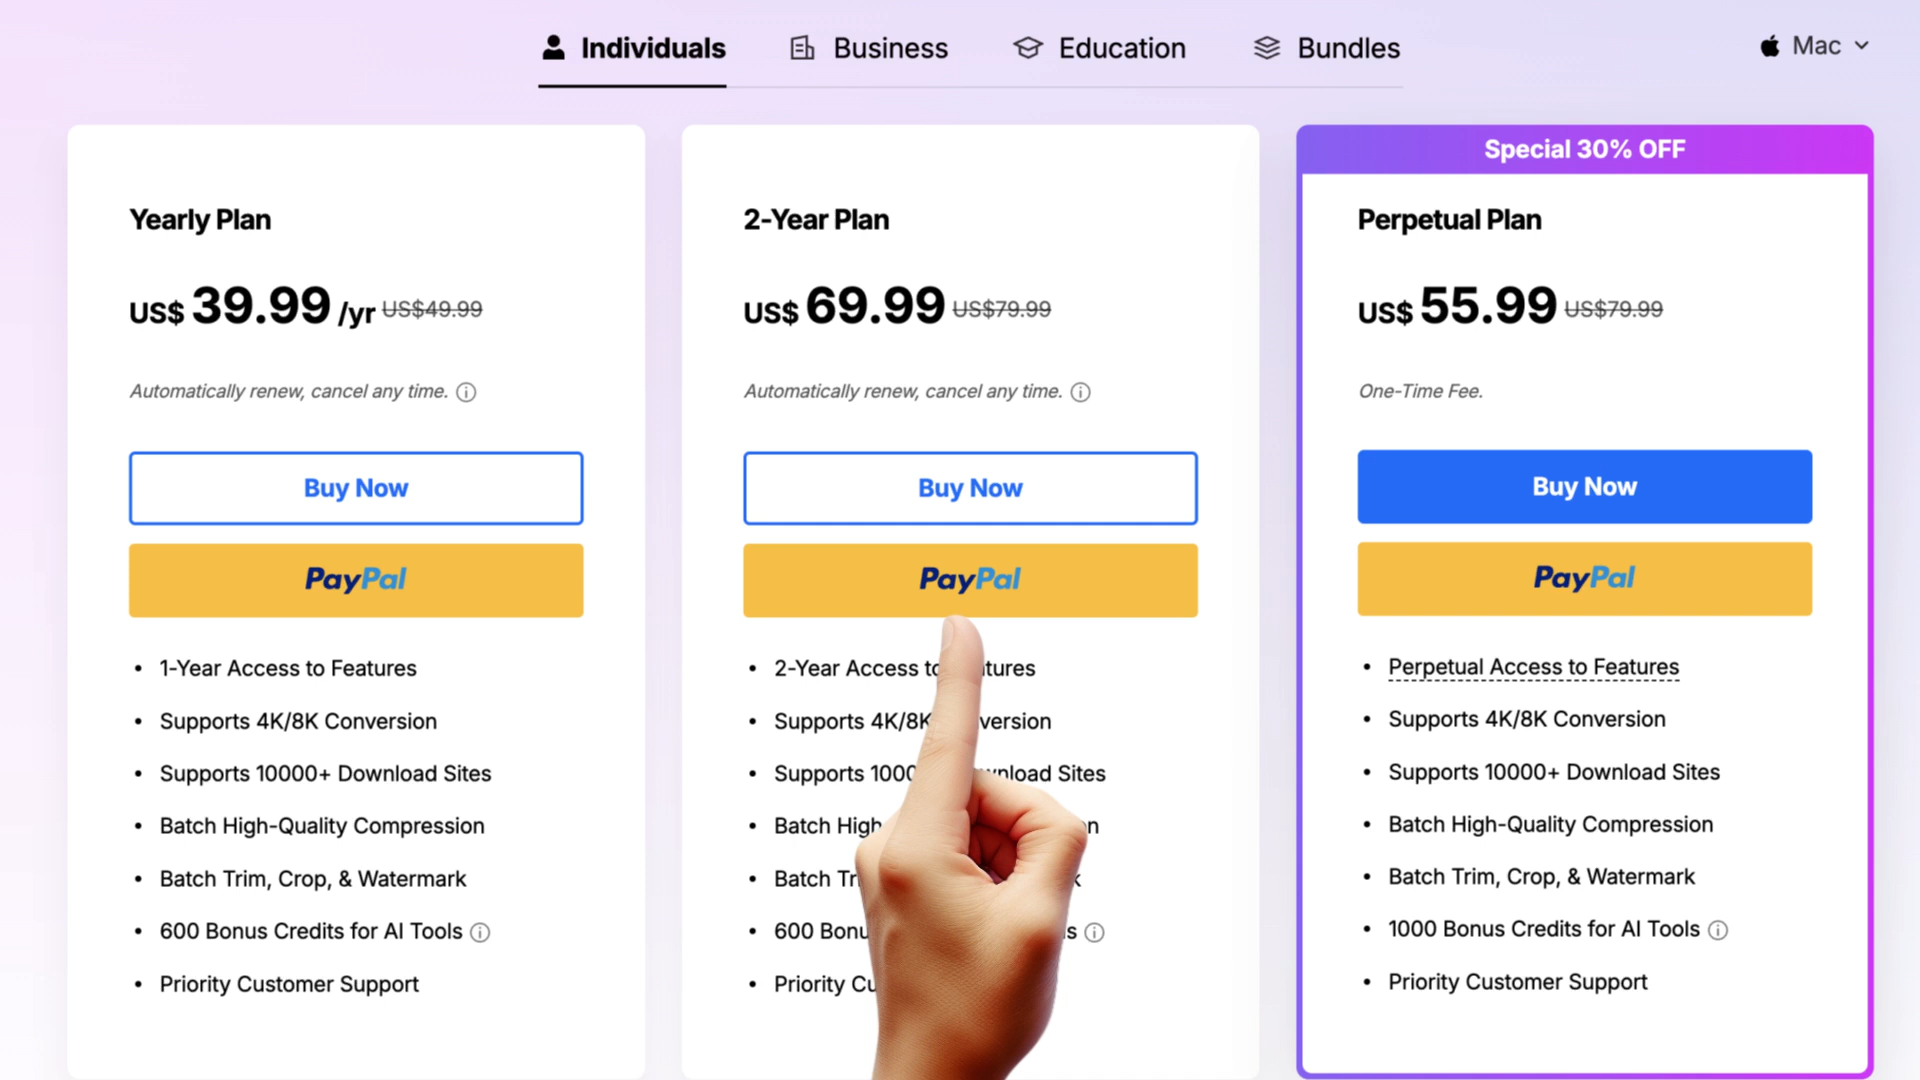 Individuals
Business
Education
Bundles
Mac
Yearly Plan
US$ 39.99 /yr US$49.99
Automatically renew, cancel any time.
Buy Now
PayPal
• 1-Year Access to Features
• Supports 4K/8K Conversion
• Supports 10000+ Download Sites
• Batch High-Quality Compression
• Batch Trim, Crop, & Watermark
• 600 Bonus Credits for AI Tools
• Priority Customer Support
2-Year Plan
US$ 69.99 US$79.99
Automatically renew, cancel any time.
Buy Now
PayPal
• 2-Year Access
• Supports
• Supports
Sites
• Batch
• Batch
• 600
• Priority
Special 30% OFF
Perpetual Plan
US$ 55.99 US$79.99
One-Time Fee.
Buy Now
PayPal
• Perpetual Access to Features
• Supports 4K/8K Conversion
• Supports 10000+ Download Sites
• Batch High-Quality Compression
• Batch Trim, Crop, & Watermark
• 1000 Bonus Credits for AI Tools
• Priority Customer Support